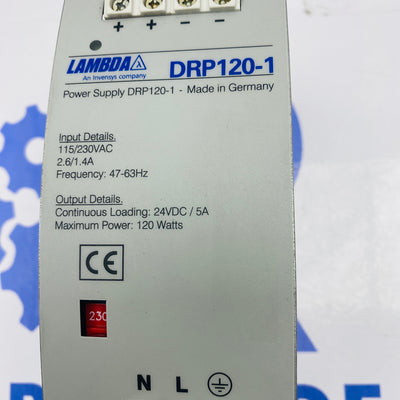 + + − −
LAMBDA
An Invensys company
DRP120-1
Power Supply DRP120-1 - Made in Germany
Input Details.
115/230VAC
2.6/1.4A
Frequency: 47-63Hz
Output Details.
Continuous Loading: 24VDC / 5A
Maximum Power: 120 Watts
CE
230
N L